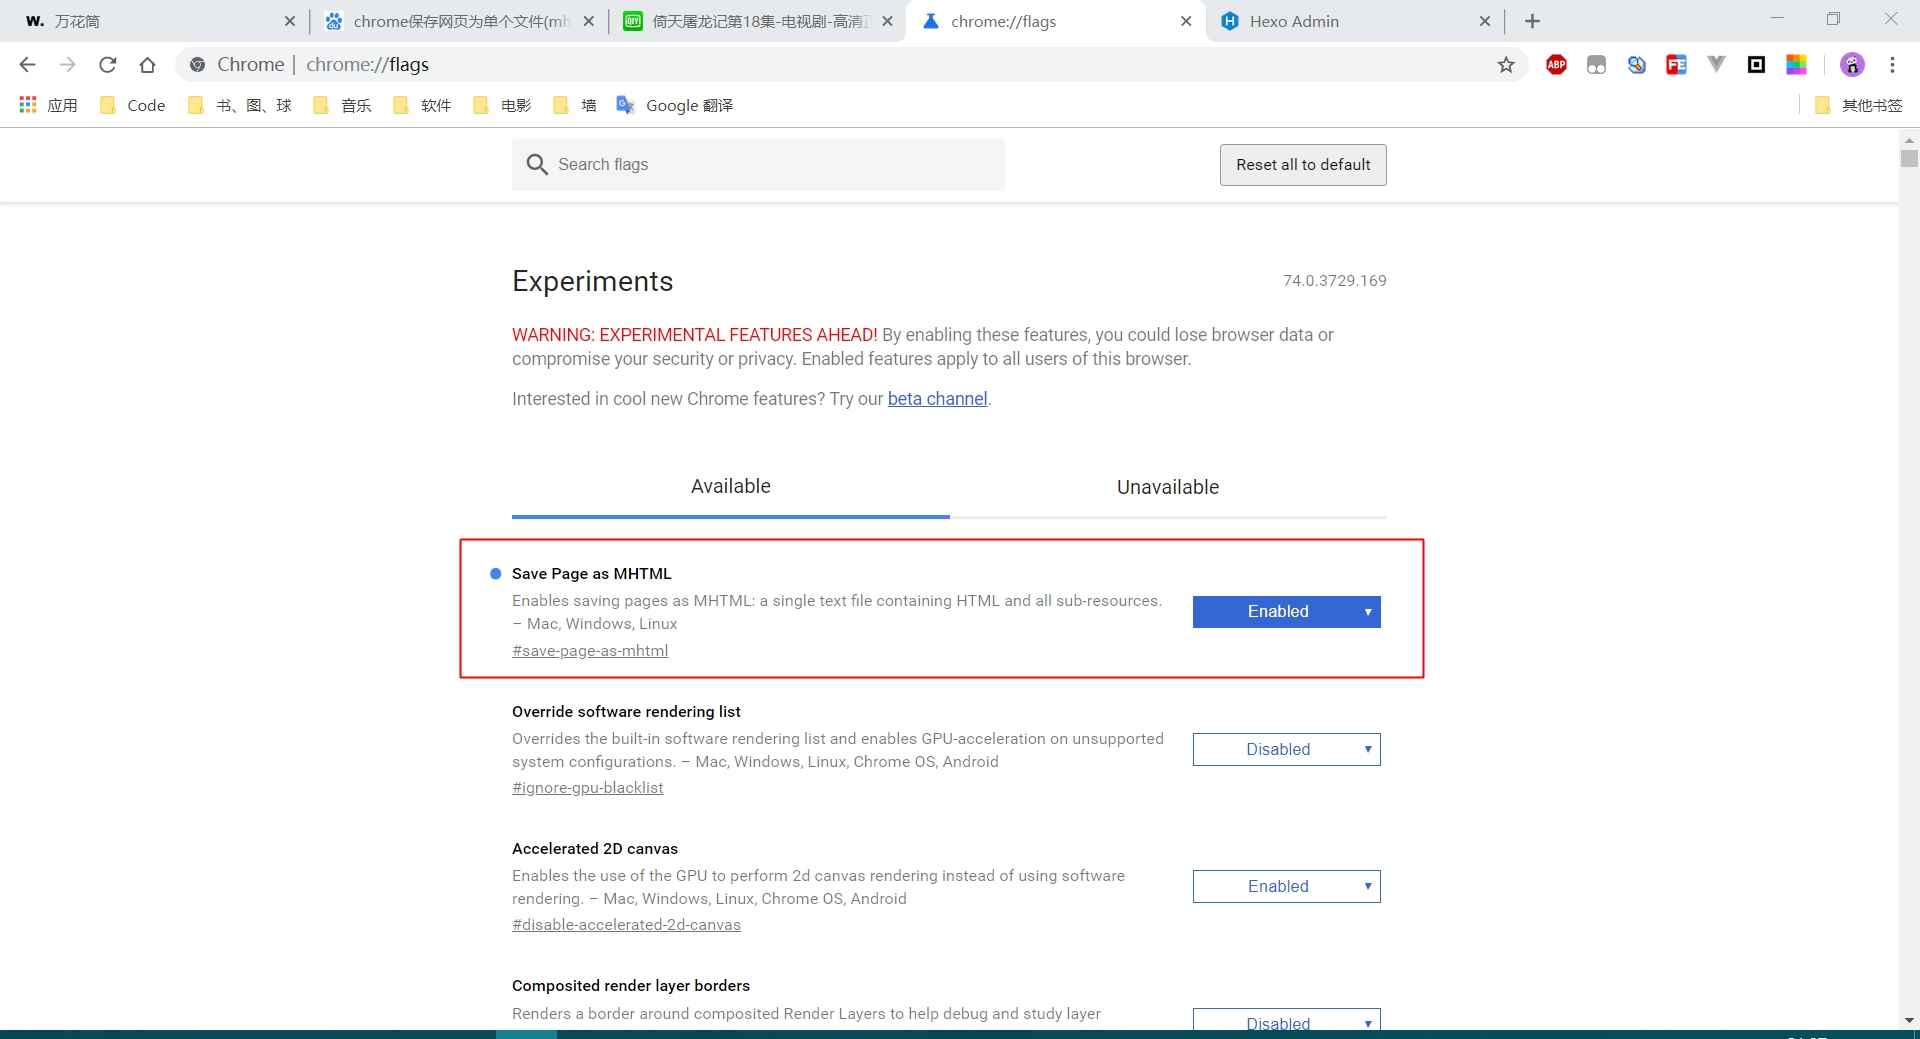 w. 万花筒
chrome保存网页为单个文件(mh
倚天屠龙记第18集-电视剧-高清正
chrome://flags
Hexo Admin
Chrome | chrome://flags
ABP
FE
应用 Code 书、图、球 音乐 软件 电影 墙 Google 翻译 其他书签
Search flags
Reset all to default
Experiments
74.0.3729.169
WARNING: EXPERIMENTAL FEATURES AHEAD! By enabling these features, you could lose browser data or
compromise your security or privacy. Enabled features apply to all users of this browser.
Interested in cool new Chrome features? Try our beta channel.
Available
Unavailable
Save Page as MHTML
Enables saving pages as MHTML: a single text file containing HTML and all sub-resources.
– Mac, Windows, Linux
#save-page-as-mhtml
Enabled
Override software rendering list
Overrides the built-in software rendering list and enables GPU-acceleration on unsupported
system configurations. – Mac, Windows, Linux, Chrome OS, Android
#ignore-gpu-blacklist
Disabled
Accelerated 2D canvas
Enables the use of the GPU to perform 2d canvas rendering instead of using software
rendering. – Mac, Windows, Linux, Chrome OS, Android
#disable-accelerated-2d-canvas
Enabled
Composited render layer borders
Renders a border around composited Render Layers to help debug and study layer
Disabled